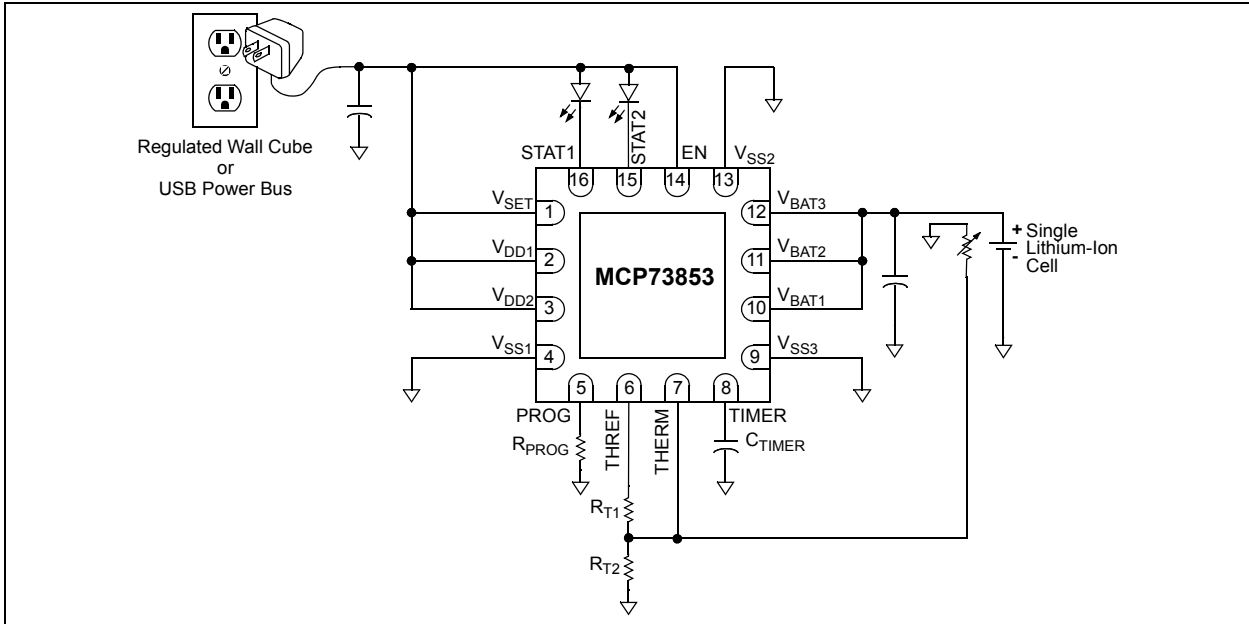 Regulated Wall Cube
or
USB Power Bus
STAT1
STAT2
EN
VSS2
16
15
14
13
VSET
1
VDD1
2
VDD2
3
VSS1
4
MCP73853
12
VBAT3
11
VBAT2
10
VBAT1
9
VSS3
+ Single
- Lithium-Ion
Cell
5
6
7
8
PROG
THREF
THERM
TIMER
RPROG
CTIMER
RT1
RT2